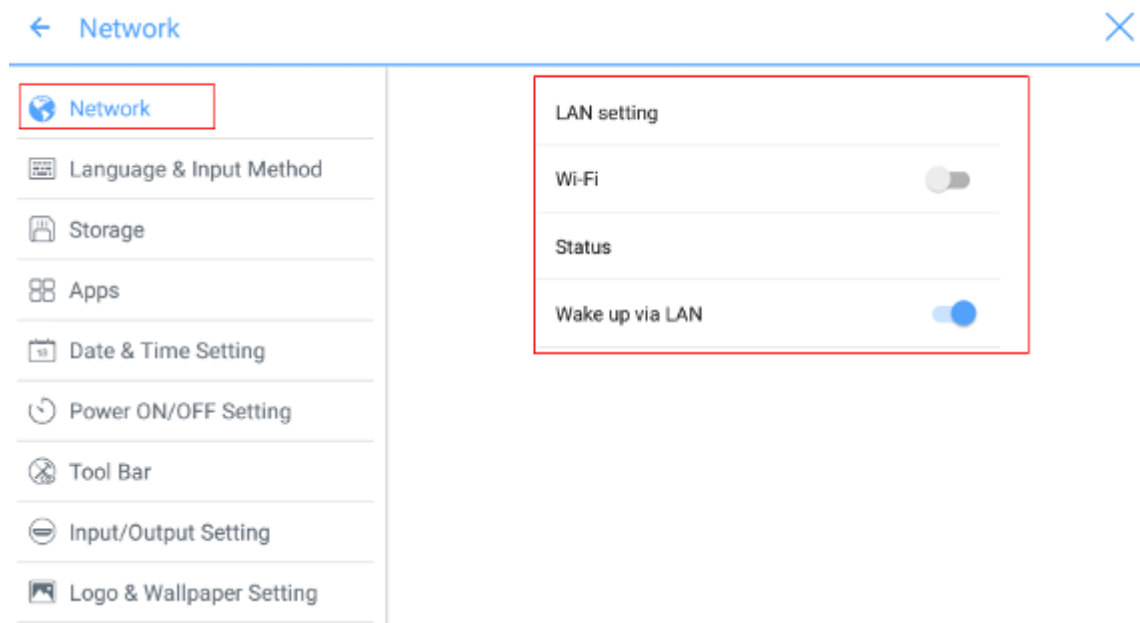 Network
Network
Language & Input Method
Storage
Apps
Date & Time Setting
Power ON/OFF Setting
Tool Bar
Input/Output Setting
Logo & Wallpaper Setting
LAN setting
Wi-Fi
Status
Wake up via LAN